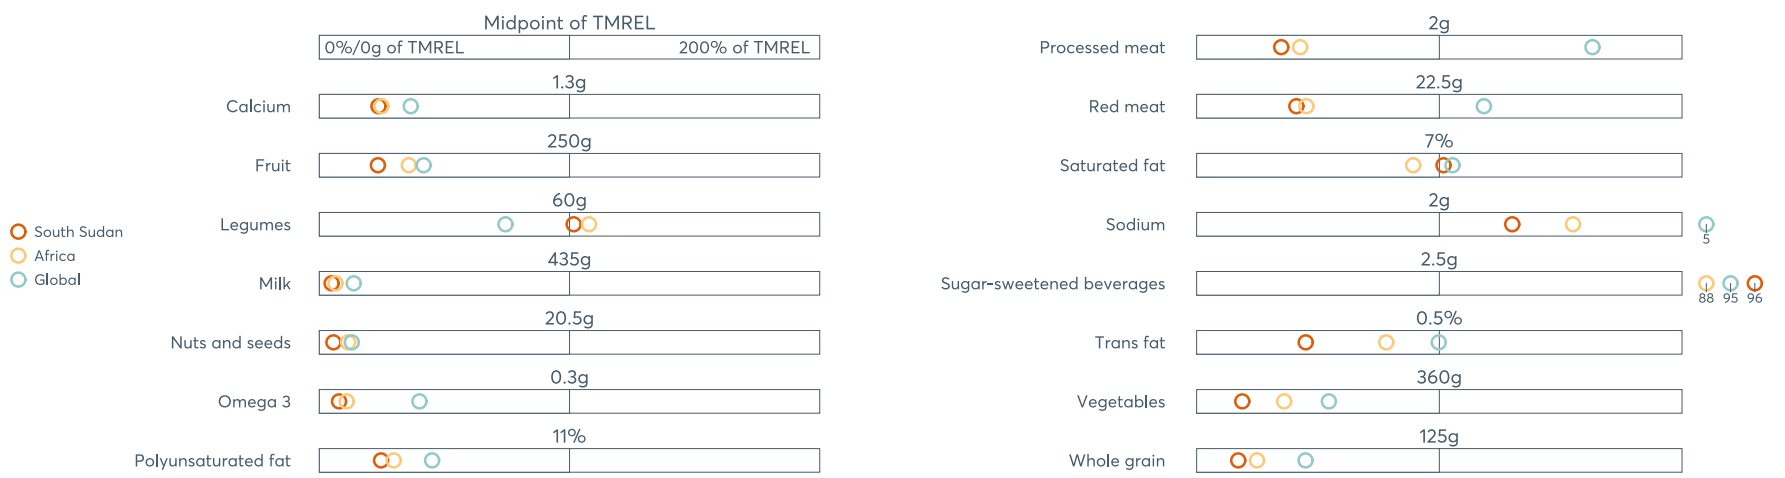 Midpoint of TMREL
0%/0g of TMREL
200% of TMREL
1.3g
Calcium
250g
Fruit
60g
Legumes
435g
Milk
20.5g
Nuts and seeds
0.3g
Omega 3
11%
Polyunsaturated fat
South Sudan
Africa
Global
2g
Processed meat
22.5g
Red meat
7%
Saturated fat
2g
Sodium
5
2.5g
Sugar-sweetened beverages
88 95 96
0.5%
Trans fat
360g
Vegetables
125g
Whole grain